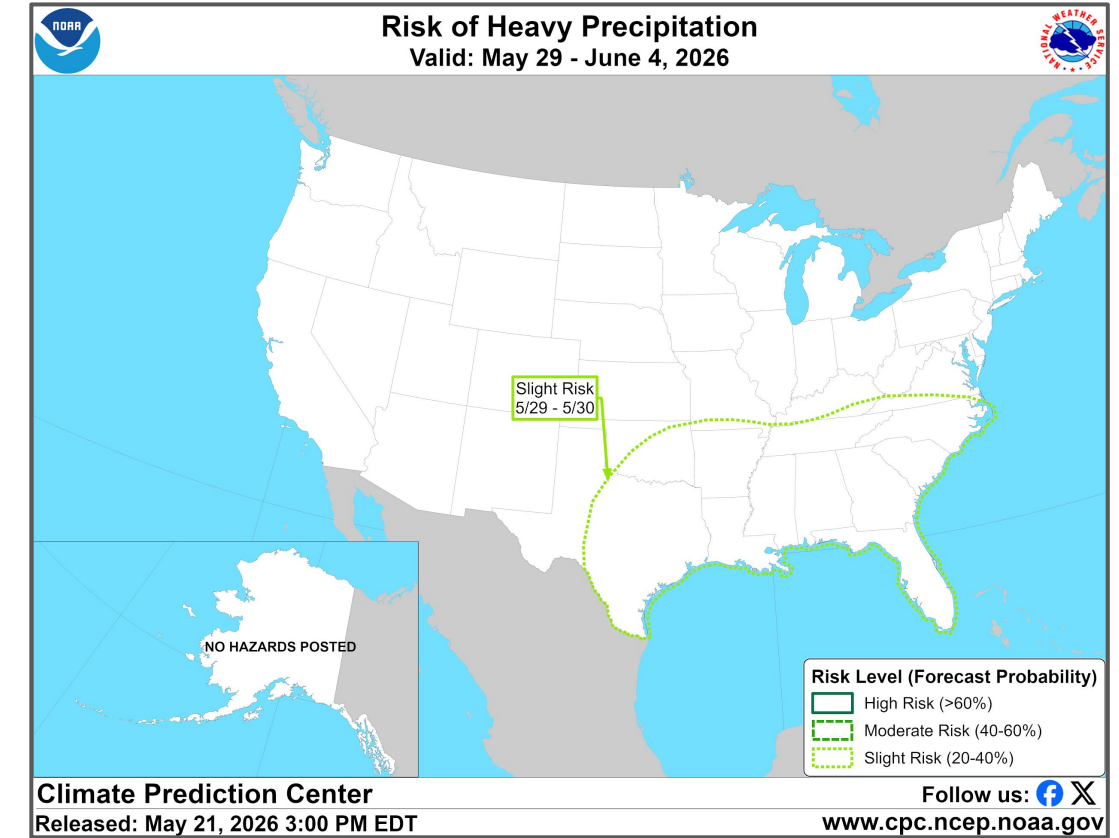 NOAA
Risk of Heavy Precipitation
Valid: May 29 - June 4, 2026
NATIONAL WEATHER SERVICE
Slight Risk
5/29 - 5/30
NO HAZARDS POSTED
Risk Level (Forecast Probability)
High Risk (>60%)
Moderate Risk (40-60%)
Slight Risk (20-40%)
Climate Prediction Center
Follow us:
Released: May 21, 2026 3:00 PM EDT
www.cpc.ncep.noaa.gov